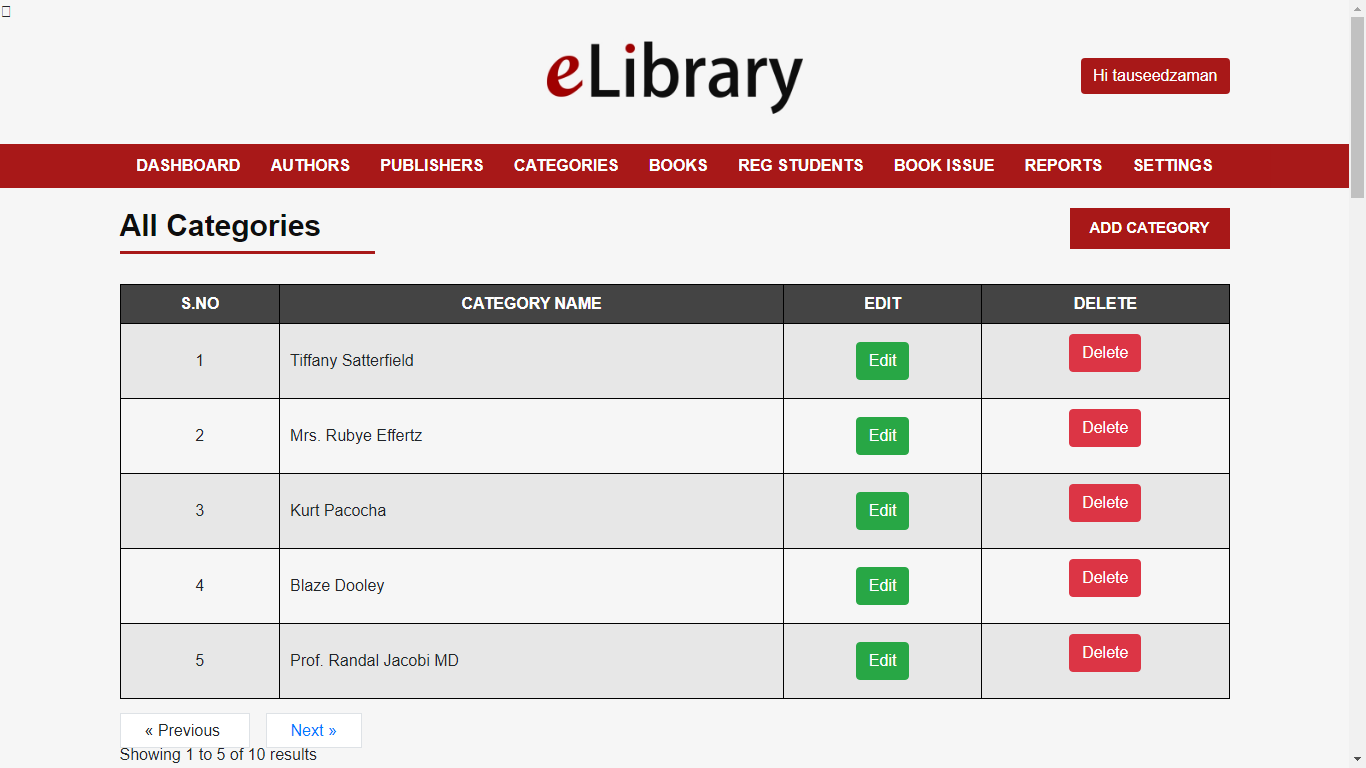 eLibrary
Hi tauseedzaman
DASHBOARD AUTHORS PUBLISHERS CATEGORIES BOOKS REG STUDENTS BOOK ISSUE REPORTS SETTINGS
All Categories
ADD CATEGORY
S.NO CATEGORY NAME EDIT DELETE
1 Tiffany Satterfield Edit Delete
2 Mrs. Rubye Effertz Edit Delete
3 Kurt Pacocha Edit Delete
4 Blaze Dooley Edit Delete
5 Prof. Randal Jacobi MD Edit Delete
« Previous Next »
Showing 1 to 5 of 10 results